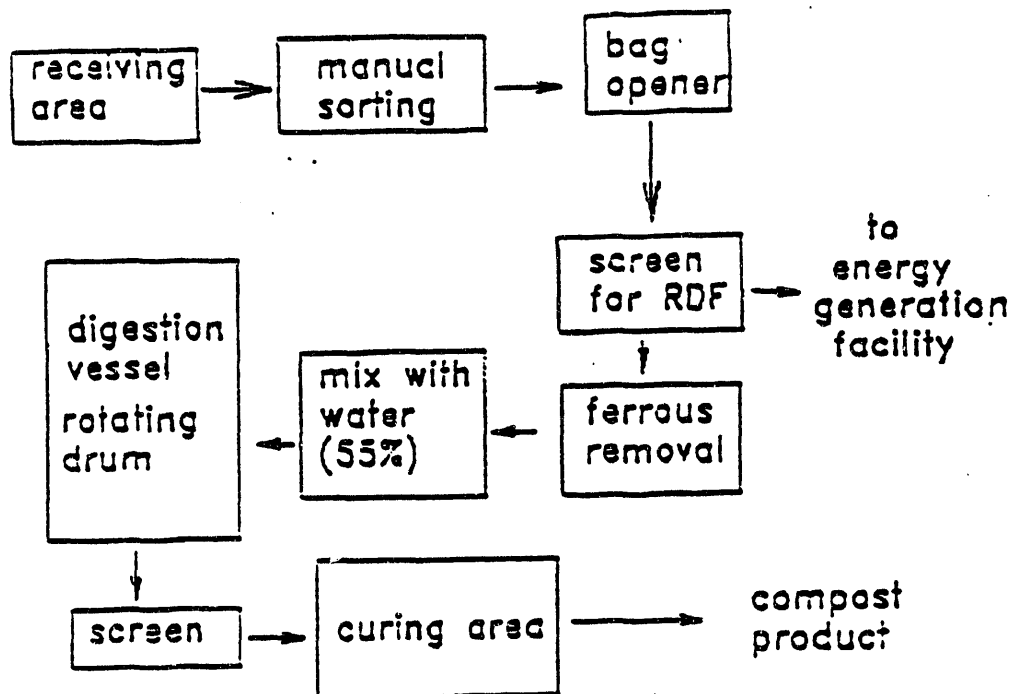 receiving
area
manual
sorting
bag
opener
screen
for RDF
to
energy
generation
facility
ferrous
removal
mix with
water
(55%)
digestion
vessel
rotating
drum
screen
curing area
compost
product